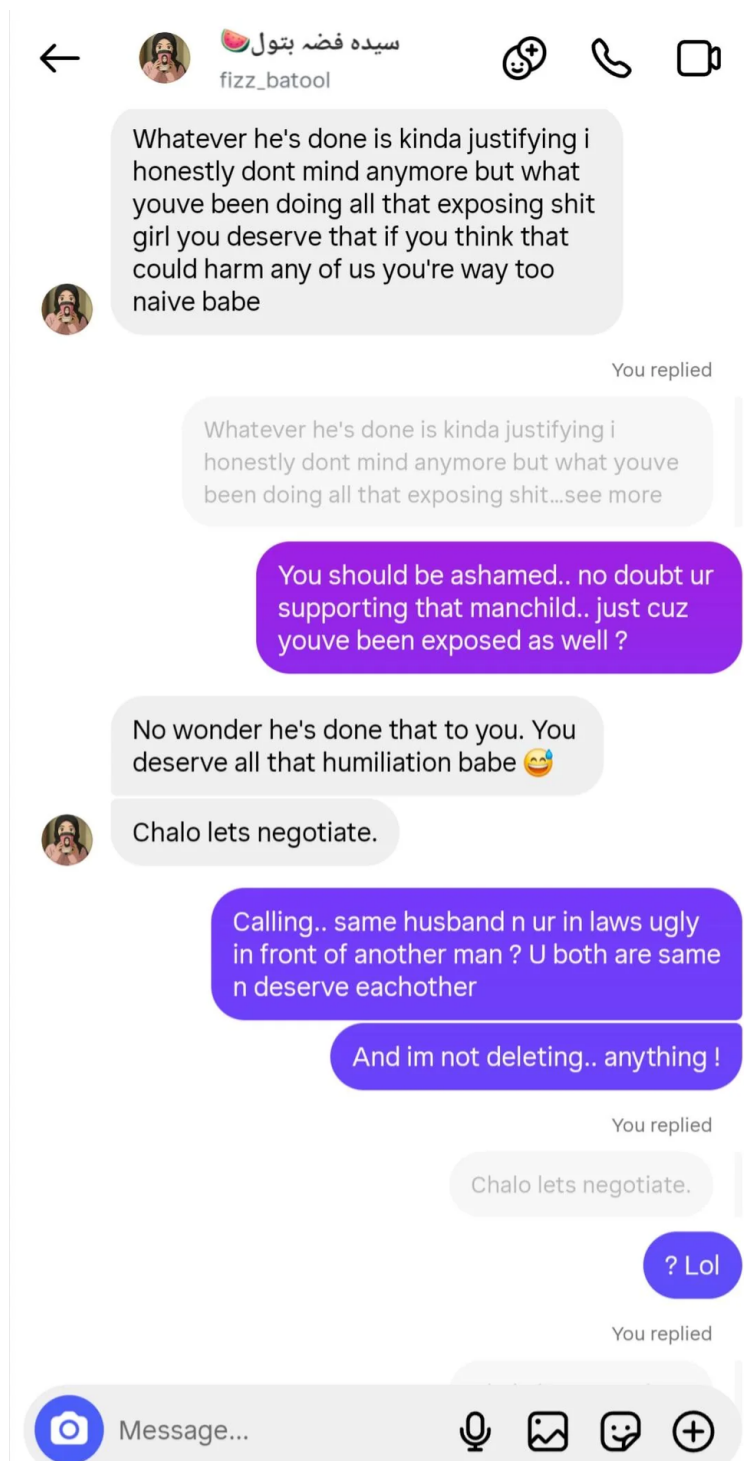 سیدہ فضہ بتول🍉
fizz_batool
Whatever he's done is kinda justifying i
honestly dont mind anymore but what
youve been doing all that exposing shit
girl you deserve that if you think that
could harm any of us you're way too
naive babe
You replied
Whatever he's done is kinda justifying i
honestly dont mind anymore but what youve
been doing all that exposing shit...see more
You should be ashamed.. no doubt ur
supporting that manchild.. just cuz
youve been exposed as well ?
No wonder he's done that to you. You
deserve all that humiliation babe 😅
Chalo lets negotiate.
Calling.. same husband n ur in laws ugly
in front of another man ? U both are same
n deserve eachother
And im not deleting.. anything !
You replied
Chalo lets negotiate.
? Lol
You replied
Message...